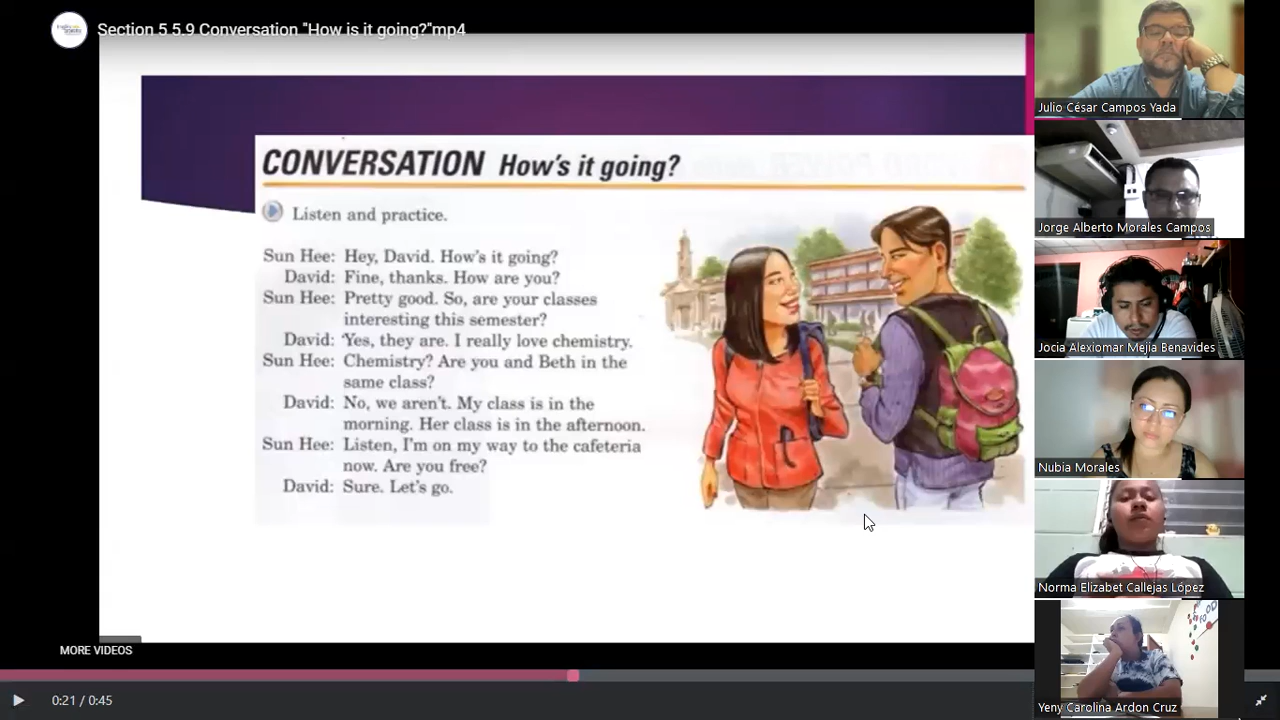 Section 5 5.9 Conversation "How is it going?"mp4
CONVERSATION How's it going?
Listen and practice.
Sun Hee: Hey, David. How's it going?
David: Fine, thanks. How are you?
Sun Hee: Pretty good. So, are your classes
interesting this semester?
David: Yes, they are. I really love chemistry.
Sun Hee: Chemistry? Are you and Beth in the
same class?
David: No, we aren't. My class is in the
morning. Her class is in the afternoon.
Sun Hee: Listen, I'm on my way to the cafeteria
now. Are you free?
David: Sure. Let's go.
MORE VIDEOS
0:21 / 0:45
Julio César Campos Yada
Jorge Alberto Morales Campos
Jocia Alexiomar Mejia Benavides
Nubia Morales
Norma Elizabet Callejas López
Yeny Carolina Ardon Cruz